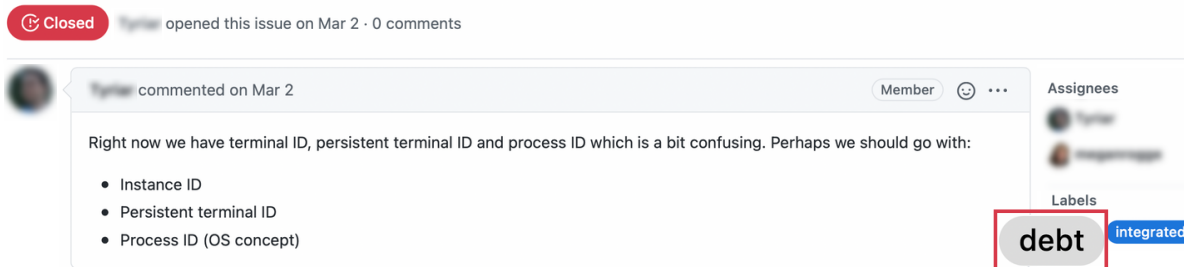 Closed opened this issue on Mar 2 · 0 comments
commented on Mar 2 Member
Assignees
Right now we have terminal ID, persistent terminal ID and process ID which is a bit confusing. Perhaps we should go with:
• Instance ID
• Persistent terminal ID
• Process ID (OS concept)
Labels
debt integrated